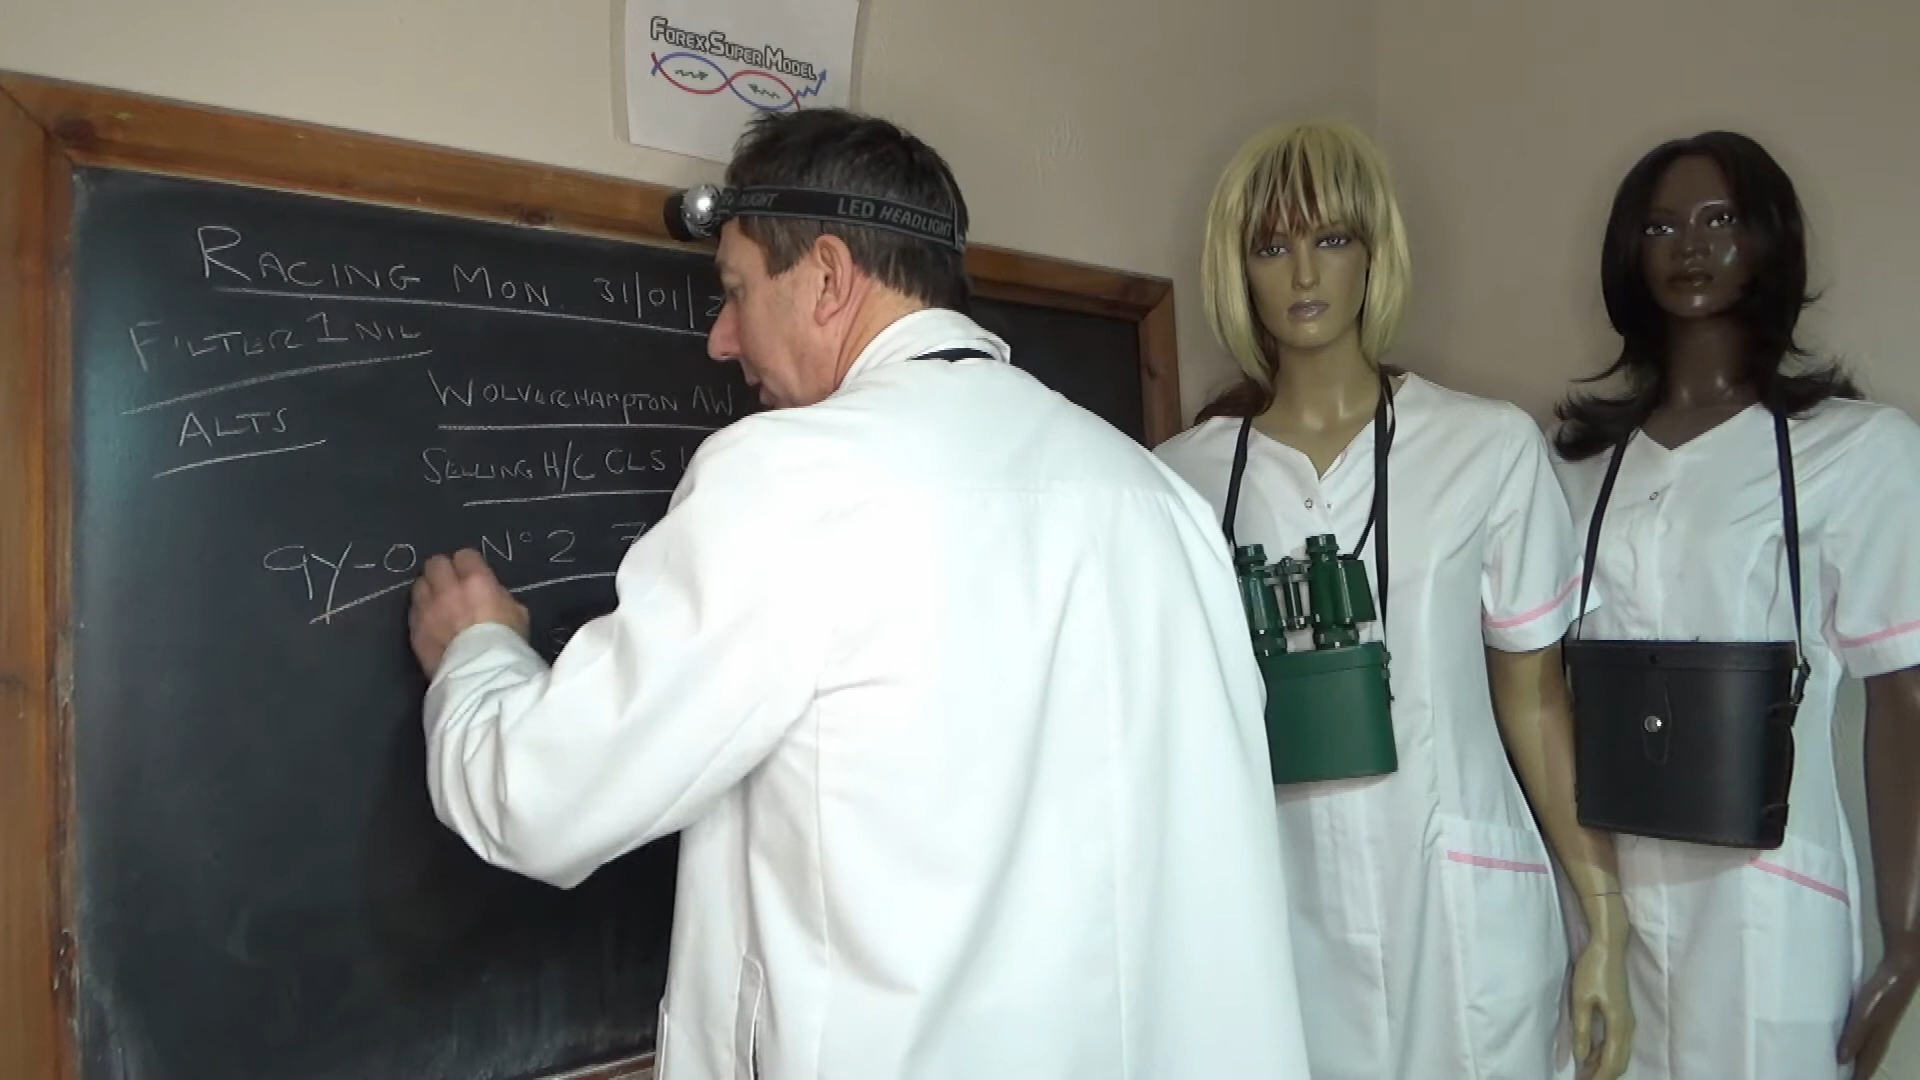 FOREX SUPER MODEL
LED HEADLIGHT
RACING MON. 31/01/2
FILTER 1 NIL
ALTS
WOLVERHAMPTON AW
SELLING H/C CLS
9Y-O N° 2 7